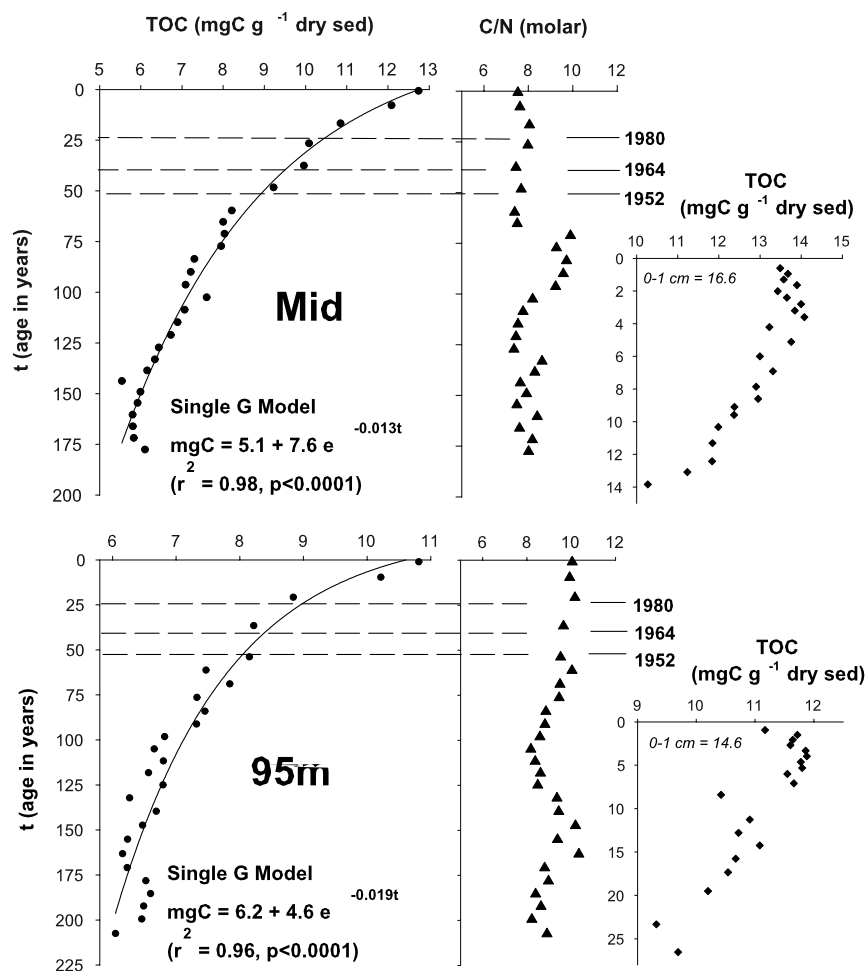 TOC (mgC g -1 dry sed)
C/N (molar)
5 6 7 8 9 10 11 12 13
6 8 10 12
0
25
50
75
100
125
150
175
200
t (age in years)
1980
1964
1952
Mid
Single G Model
mgC = 5.1 + 7.6 e -0.013t
(r2 = 0.98, p<0.0001)
TOC
(mgC g -1 dry sed)
10 11 12 13 14 15
0-1 cm = 16.6
0
2
4
6
8
10
12
14
6 7 8 9 10 11
6 8 10 12
0
25
50
75
100
125
150
175
200
225
t (age in years)
1980
1964
1952
95m
Single G Model
mgC = 6.2 + 4.6 e -0.019t
(r2 = 0.96, p<0.0001)
TOC
(mgC g -1 dry sed)
9 10 11 12
0-1 cm = 14.6
0
5
10
15
20
25